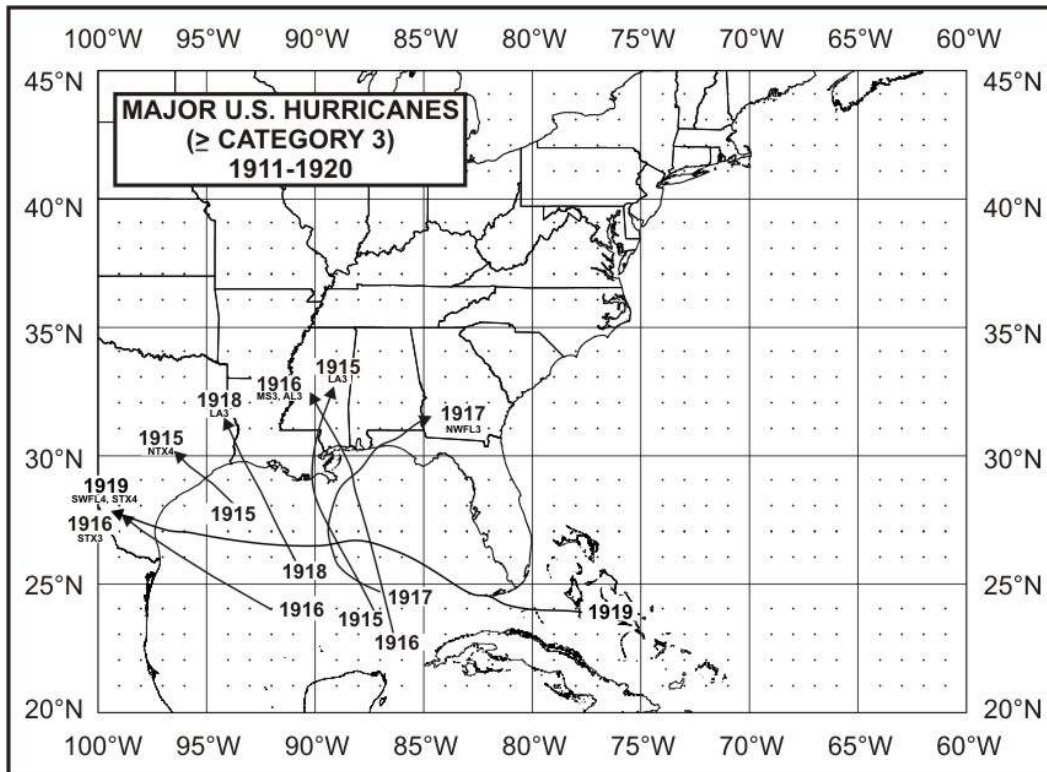 100°W 95°W 90°W 85°W 80°W 75°W 70°W 65°W 60°W
45°N 45°N
MAJOR U.S. HURRICANES
(≥ CATEGORY 3)
1911-1920
40°N 40°N
35°N 35°N
1915
LA3
1916
MS3, AL3
1918
LA3
1917
NWFL3
1915
NTX4
30°N 30°N
1919
SWFL4, STX4
1915
1916
STX3
1918
25°N 25°N
1917
1916
1915
1919
1916
20°N 20°N
100°W 95°W 90°W 85°W 80°W 75°W 70°W 65°W 60°W